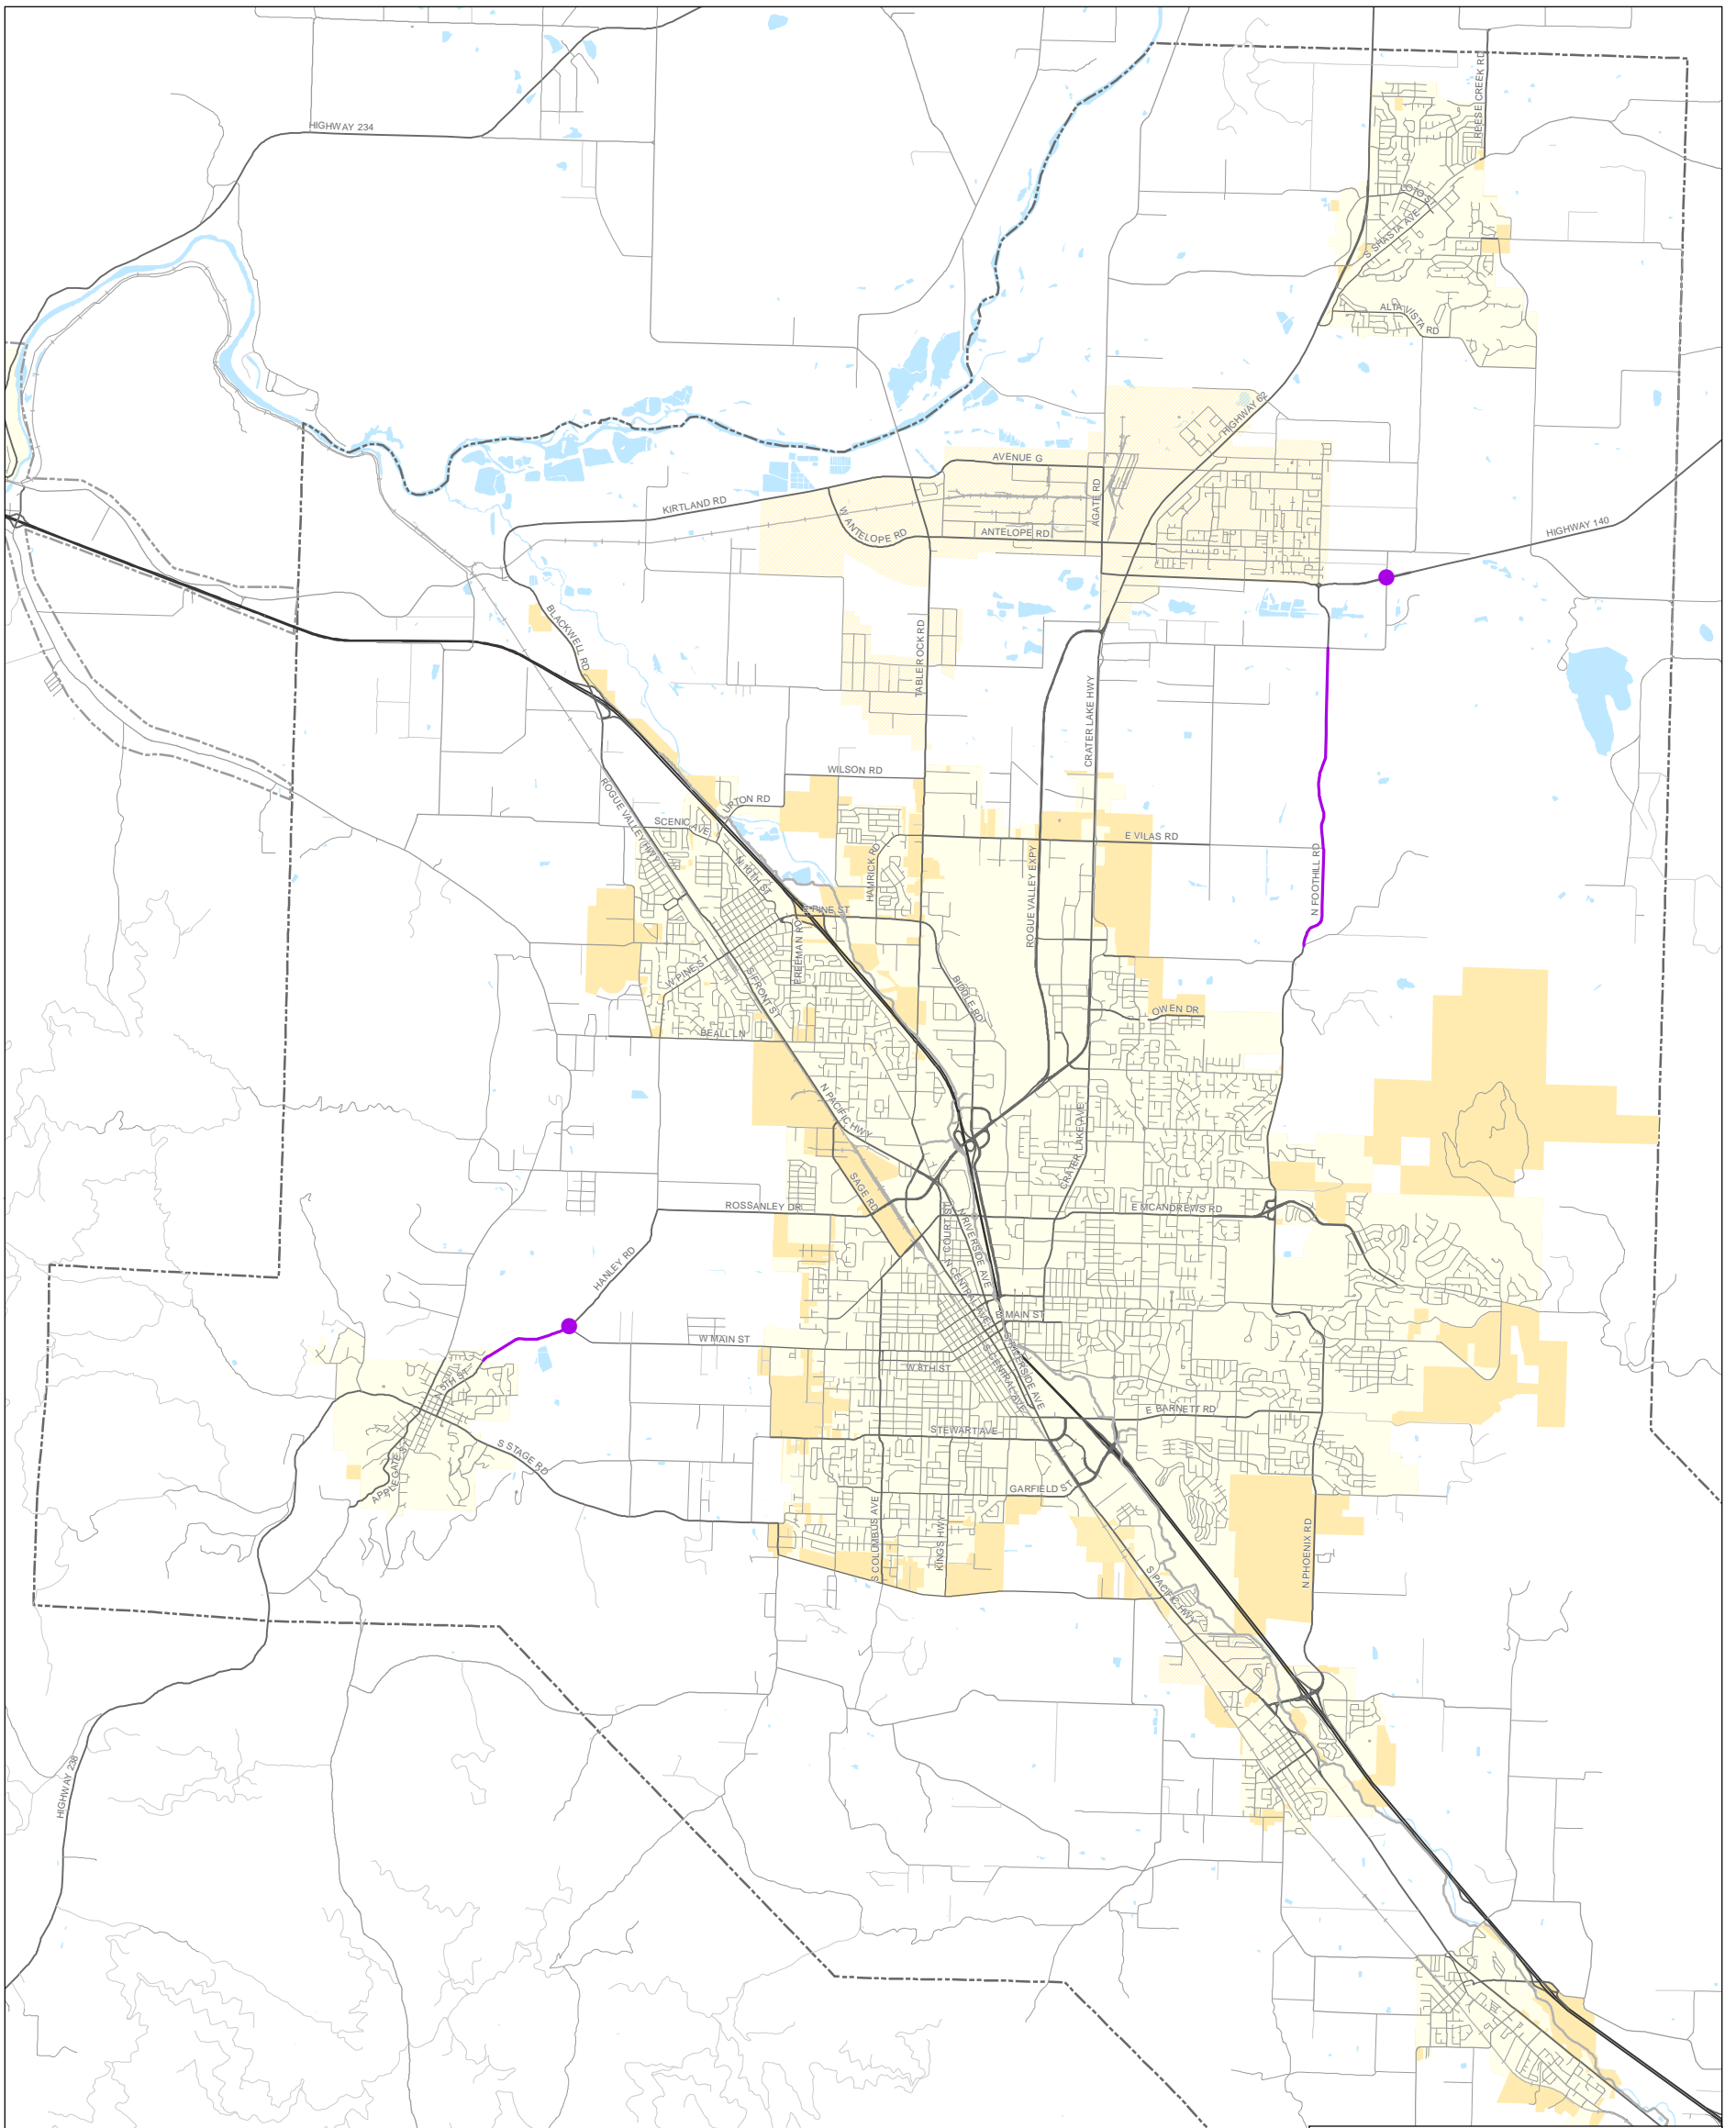 REESE CREEK RD
HIGHWAY 234
LOTO ST
S SHASTA AVE
ALTA VISTA RD
HIGHWAY 62
AVENUE G
AGATE RD
KIRTLAND RD
W ANTELOPE RD
ANTELOPE RD
HIGHWAY 140
BLACKWELL RD
TABLE ROCK RD
CRATER LAKE HWY
WILSON RD
ROGUE VALLEY HWY
UPTON RD
SCENIC AVE
E VILAS RD
N 10TH ST
HAMRICK RD
ROGUE VALLEY EXPY
N FOOTHILL RD
E PINE ST
FREEMAN RD
W PINE ST
S FRONT ST
BIDDLE RD
OWEN DR
BEALL LN
N PACIFIC HWY
CRATER LAKE AVE
SAGE RD
ROSSANLEY DR
E MCANDREWS RD
N COURT ST
N RIVERSIDE AVE
HANLEY RD
N CENTRAL AVE
E MAIN ST
W MAIN ST
S RIVERSIDE AVE
S CENTRAL AVE
W 8TH ST
N 5TH ST
E BARNETT RD
STEWART AVE
S STAGE RD
APPLEGATE ST
GARFIELD ST
S COLUMBUS AVE
KINGS HWY
N PHOENIX RD
S PACIFIC HWY
HIGHWAY 238